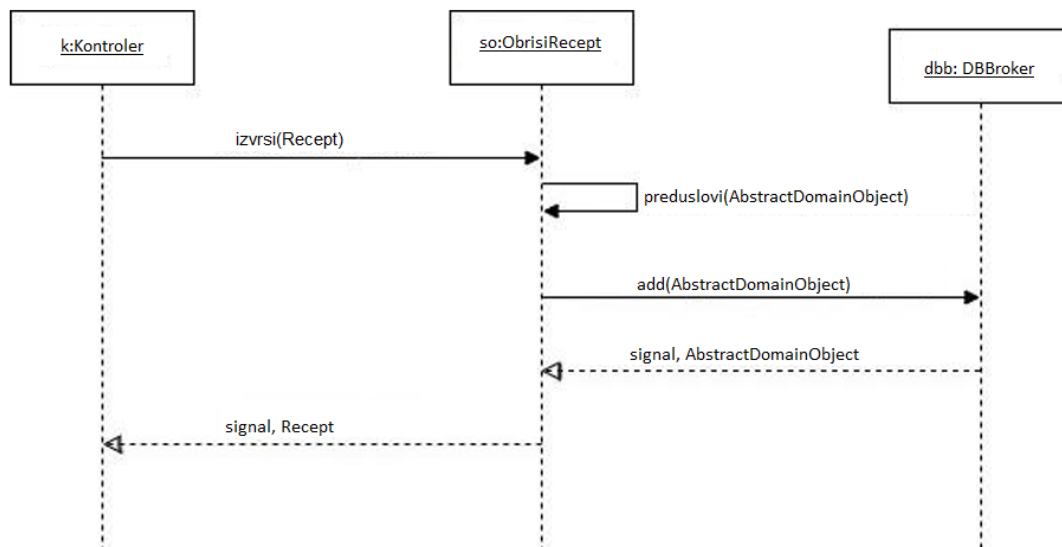 k:Kontroler
so:ObrisiRecept
dbb: DBBroker
izvrsi(Recept)
preduslovi(AbstractDomainObject)
add(AbstractDomainObject)
signal, AbstractDomainObject
signal, Recept